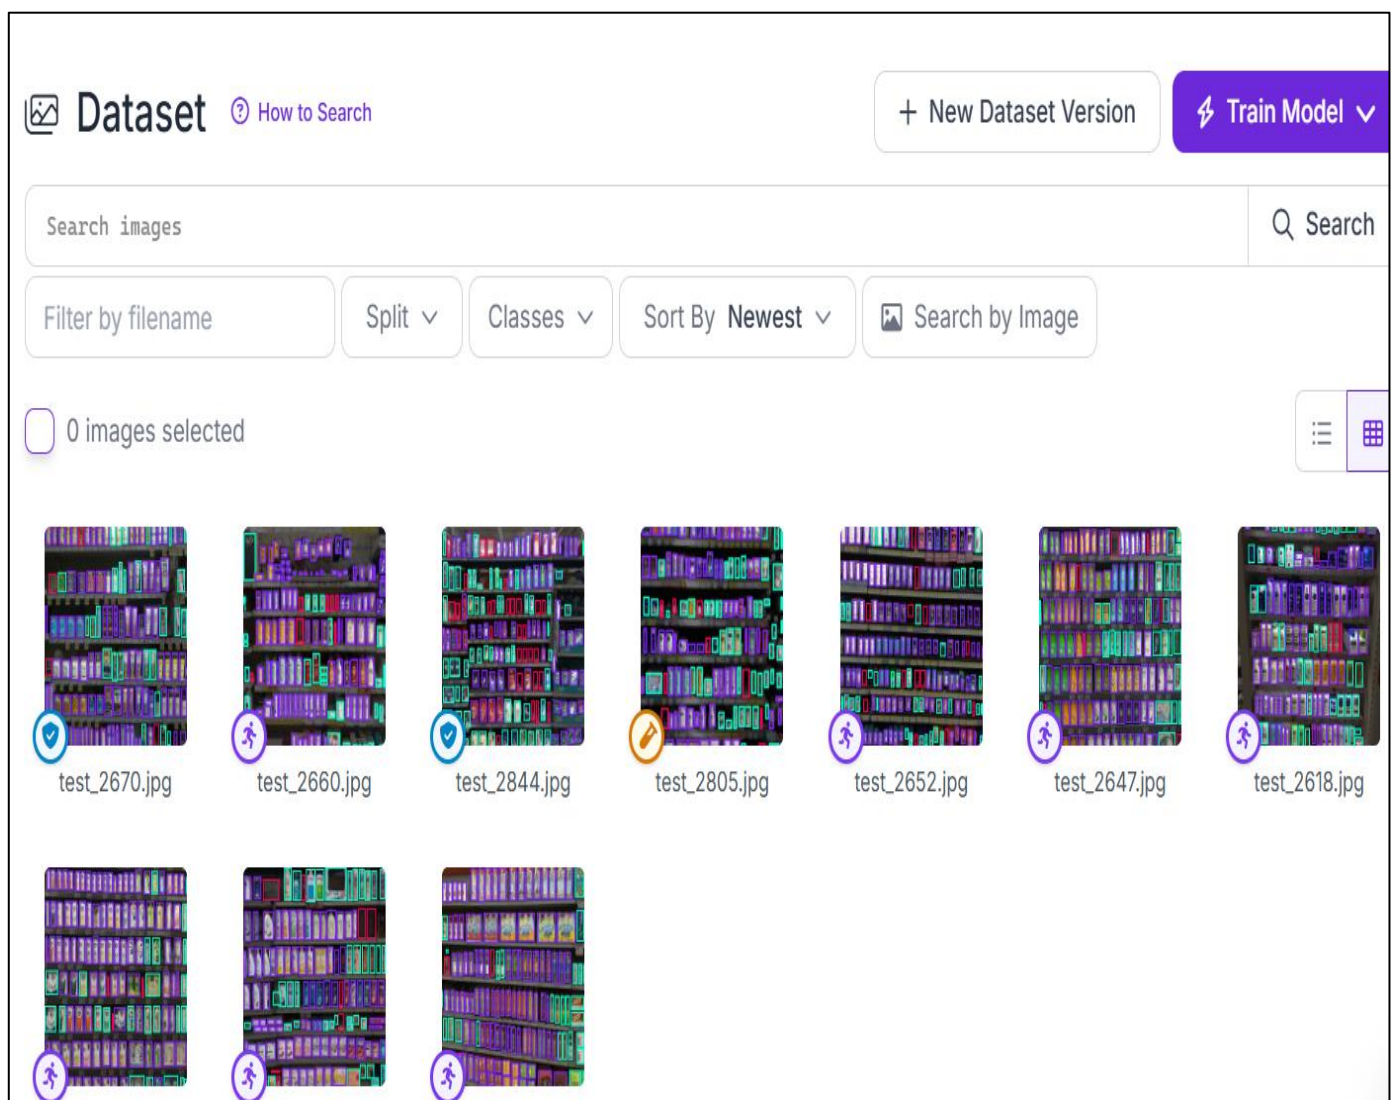 Dataset How to Search + New Dataset Version Train Model
Search images Search
Filter by filename Split Classes Sort By Newest Search by Image
0 images selected
test_2670.jpg test_2660.jpg test_2844.jpg test_2805.jpg test_2652.jpg test_2647.jpg test_2618.jpg